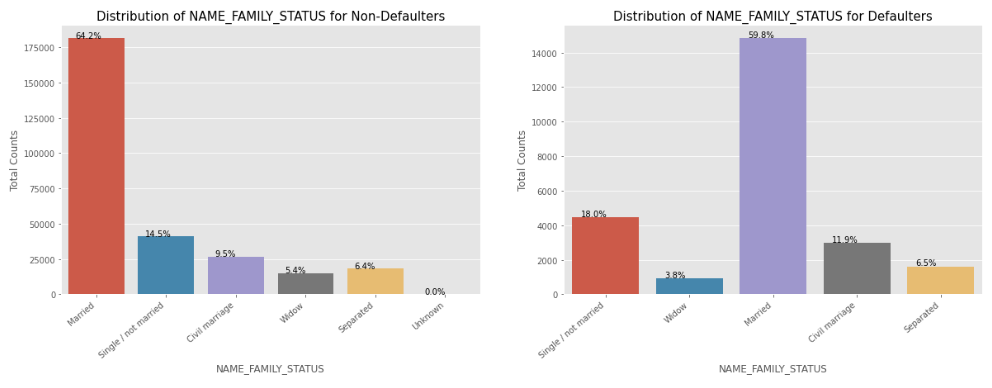 Distribution of NAME_FAMILY_STATUS for Non-Defaulters
Total Counts
175000
150000
125000
100000
75000
50000
25000
0
64.2%
14.5%
9.5%
5.4%
6.4%
0.0%
Married
Single / not married
Civil marriage
Widow
Separated
Unknown
NAME_FAMILY_STATUS
Distribution of NAME_FAMILY_STATUS for Defaulters
Total Counts
14000
12000
10000
8000
6000
4000
2000
0
18.0%
3.8%
59.8%
11.9%
6.5%
Single / not married
Widow
Married
Civil marriage
Separated
NAME_FAMILY_STATUS